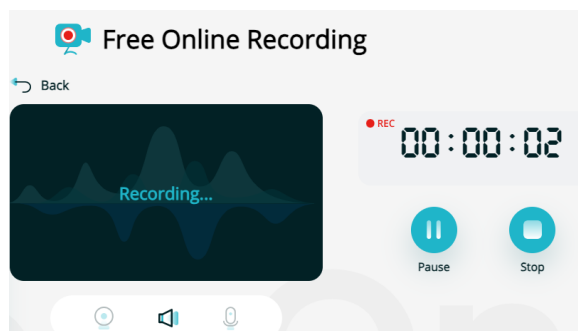 Free Online Recording
Back
Recording...
REC
00:00:02
Pause
Stop